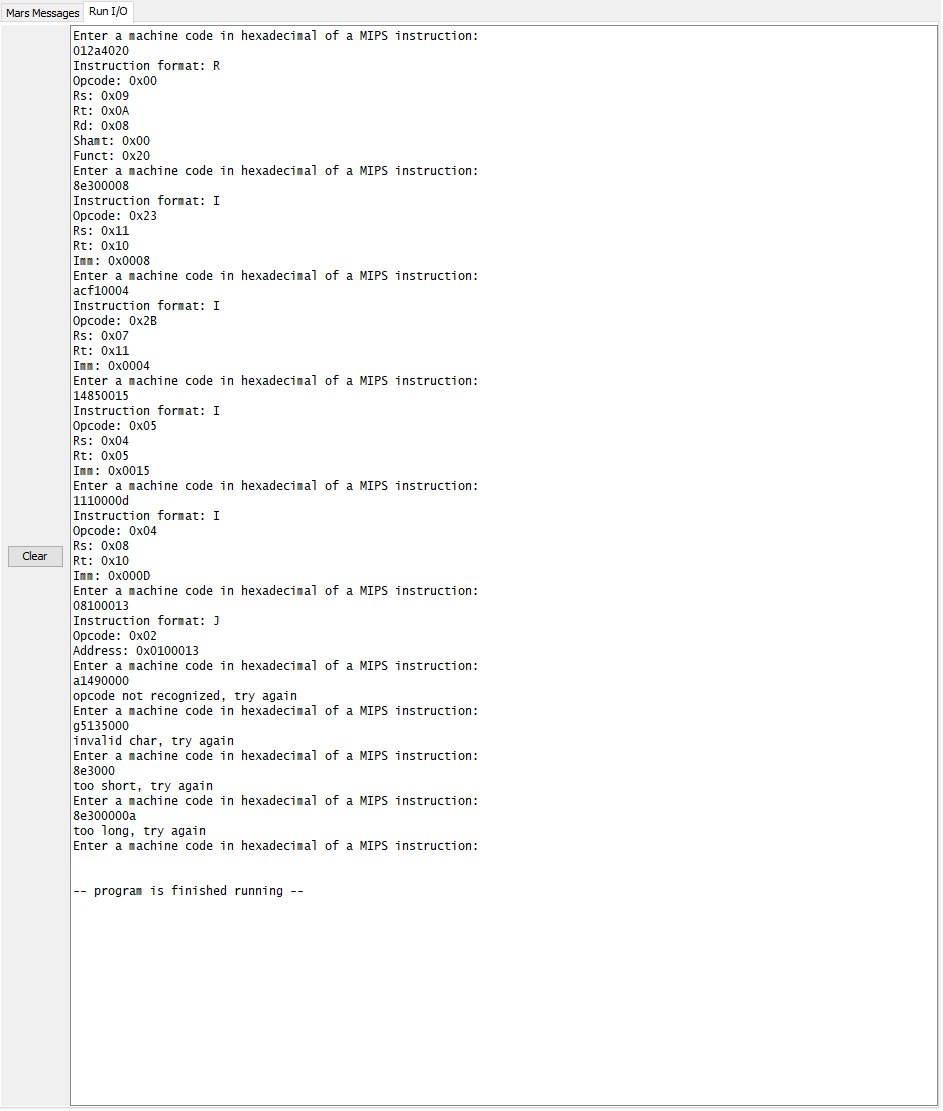 Mars Messages Run I/O
Enter a machine code in hexadecimal of a MIPS instruction:
012a4020
Instruction format: R
Opcode: 0x00
Rs: 0x09
Rt: 0x0A
Rd: 0x08
Shamt: 0x00
Funct: 0x20
Enter a machine code in hexadecimal of a MIPS instruction:
8e300008
Instruction format: I
Opcode: 0x23
Rs: 0x11
Rt: 0x10
Imm: 0x0008
Enter a machine code in hexadecimal of a MIPS instruction:
acf10004
Instruction format: I
Opcode: 0x2B
Rs: 0x07
Rt: 0x11
Imm: 0x0004
Enter a machine code in hexadecimal of a MIPS instruction:
14850015
Instruction format: I
Opcode: 0x05
Rs: 0x04
Rt: 0x05
Imm: 0x0015
Enter a machine code in hexadecimal of a MIPS instruction:
1110000d
Instruction format: I
Opcode: 0x04
Rs: 0x08
Rt: 0x10
Imm: 0x000D
Enter a machine code in hexadecimal of a MIPS instruction:
08100013
Instruction format: J
Opcode: 0x02
Address: 0x0100013
Enter a machine code in hexadecimal of a MIPS instruction:
a1490000
opcode not recognized, try again
Enter a machine code in hexadecimal of a MIPS instruction:
g5135000
invalid char, try again
Enter a machine code in hexadecimal of a MIPS instruction:
8e3000
too short, try again
Enter a machine code in hexadecimal of a MIPS instruction:
8e300000a
too long, try again
Enter a machine code in hexadecimal of a MIPS instruction:
-- program is finished running --
Clear